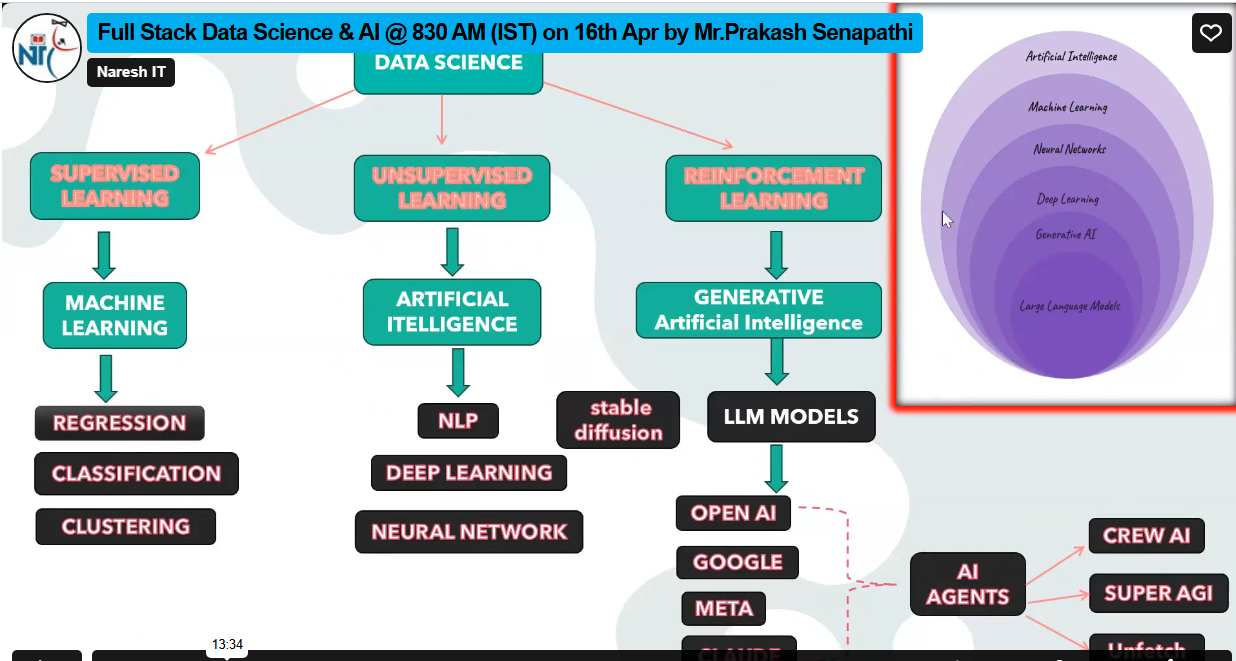 Full Stack Data Science & AI @ 830 AM (IST) on 16th Apr by Mr.Prakash Senapathi
NTC
Naresh IT
DATA SCIENCE
SUPERVISED
LEARNING
UNSUPERVISED
LEARNING
REINFORCEMENT
LEARNING
MACHINE
LEARNING
ARTIFICIAL
ITELLIGENCE
GENERATIVE
Artificial Intelligence
REGRESSION
CLASSIFICATION
CLUSTERING
NLP
DEEP LEARNING
NEURAL NETWORK
stable
diffusion
LLM MODELS
OPEN AI
GOOGLE
META
CLAUDE
AI
AGENTS
CREW AI
SUPER AGI
Unfetch
Artificial Intelligence
Machine Learning
Neural Networks
Deep Learning
Generative AI
Large Language Models
13:34